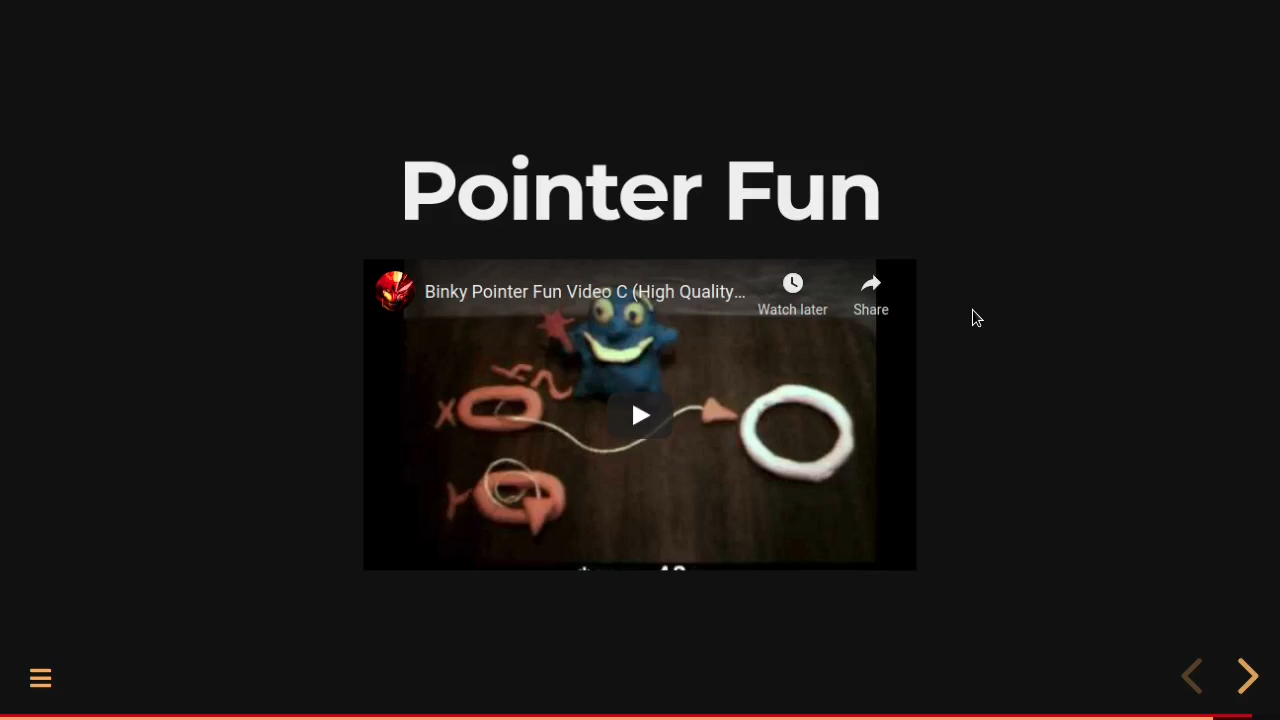 Pointer Fun
Binky Pointer Fun Video C (High Quality...
Watch later
Share
X
Y